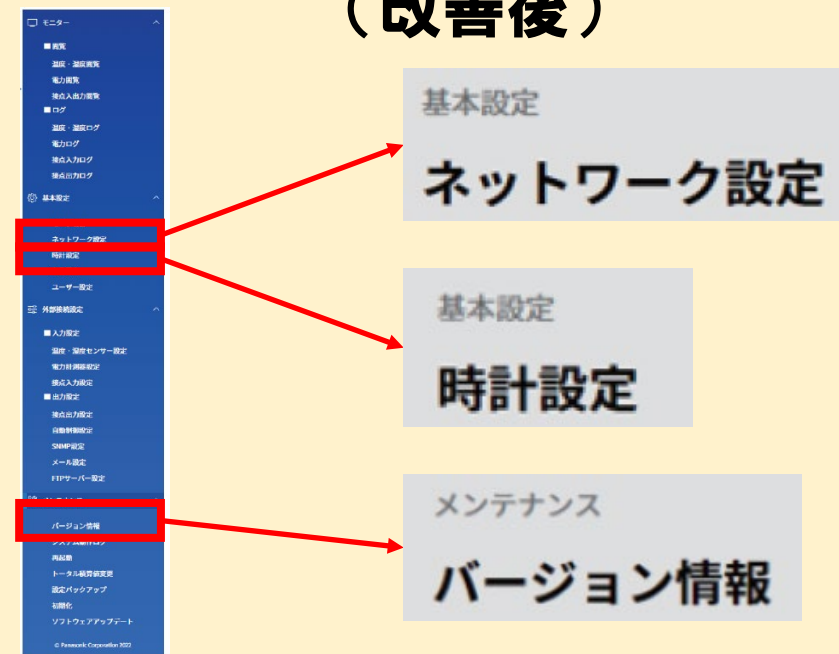 (改善後)
モニター
■閲覧
温度・湿度閲覧
電力閲覧
接点入出力閲覧
■ログ
温度・湿度ログ
電力ログ
接点入力ログ
接点出力ログ
基本設定
ネットワーク設定
時計設定
ユーザー設定
外部接続設定
■入力設定
温度・湿度センサー設定
電力計測器設定
接点入力設定
■出力設定
接点出力設定
自動制御設定
SNMP設定
メール設定
FTPサーバー設定
バージョン情報
システム動作ログ
再起動
トータル積算値変更
設定バックアップ
初期化
ソフトウェアアップデート
© Panasonic Corporation 2022
基本設定
ネットワーク設定
基本設定
時計設定
メンテナンス
バージョン情報